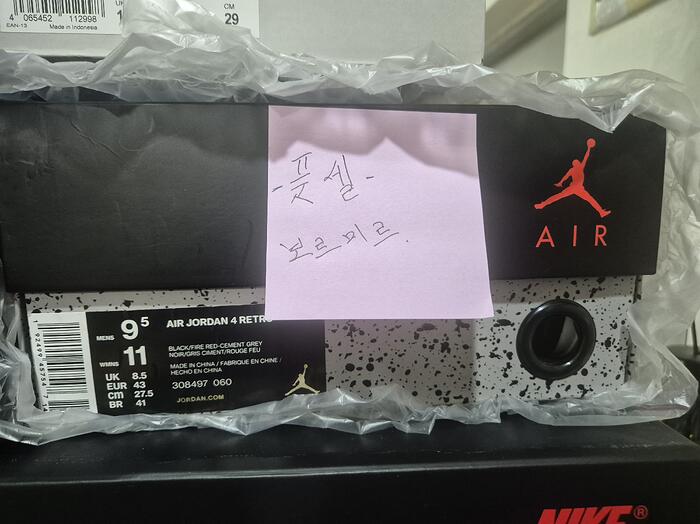 4 065452 112998
EAN-13
Made in Indonesia
CM
29
- 풋셀 -
보르미르.
AIR
MENS 9 5
WMNS 11
UK 8.5
EUR 43
CM 27.5
BR 41
AIR JORDAN 4 RETRO
BLACK/FIRE RED-CEMENT GREY
NOIR/GRIS CIMENT/ROUGE FEU
MADE IN CHINA / FABRIQUE EN CHINE /
HECHO EN CHINA
308497 060
JORDAN.COM
NIKE®